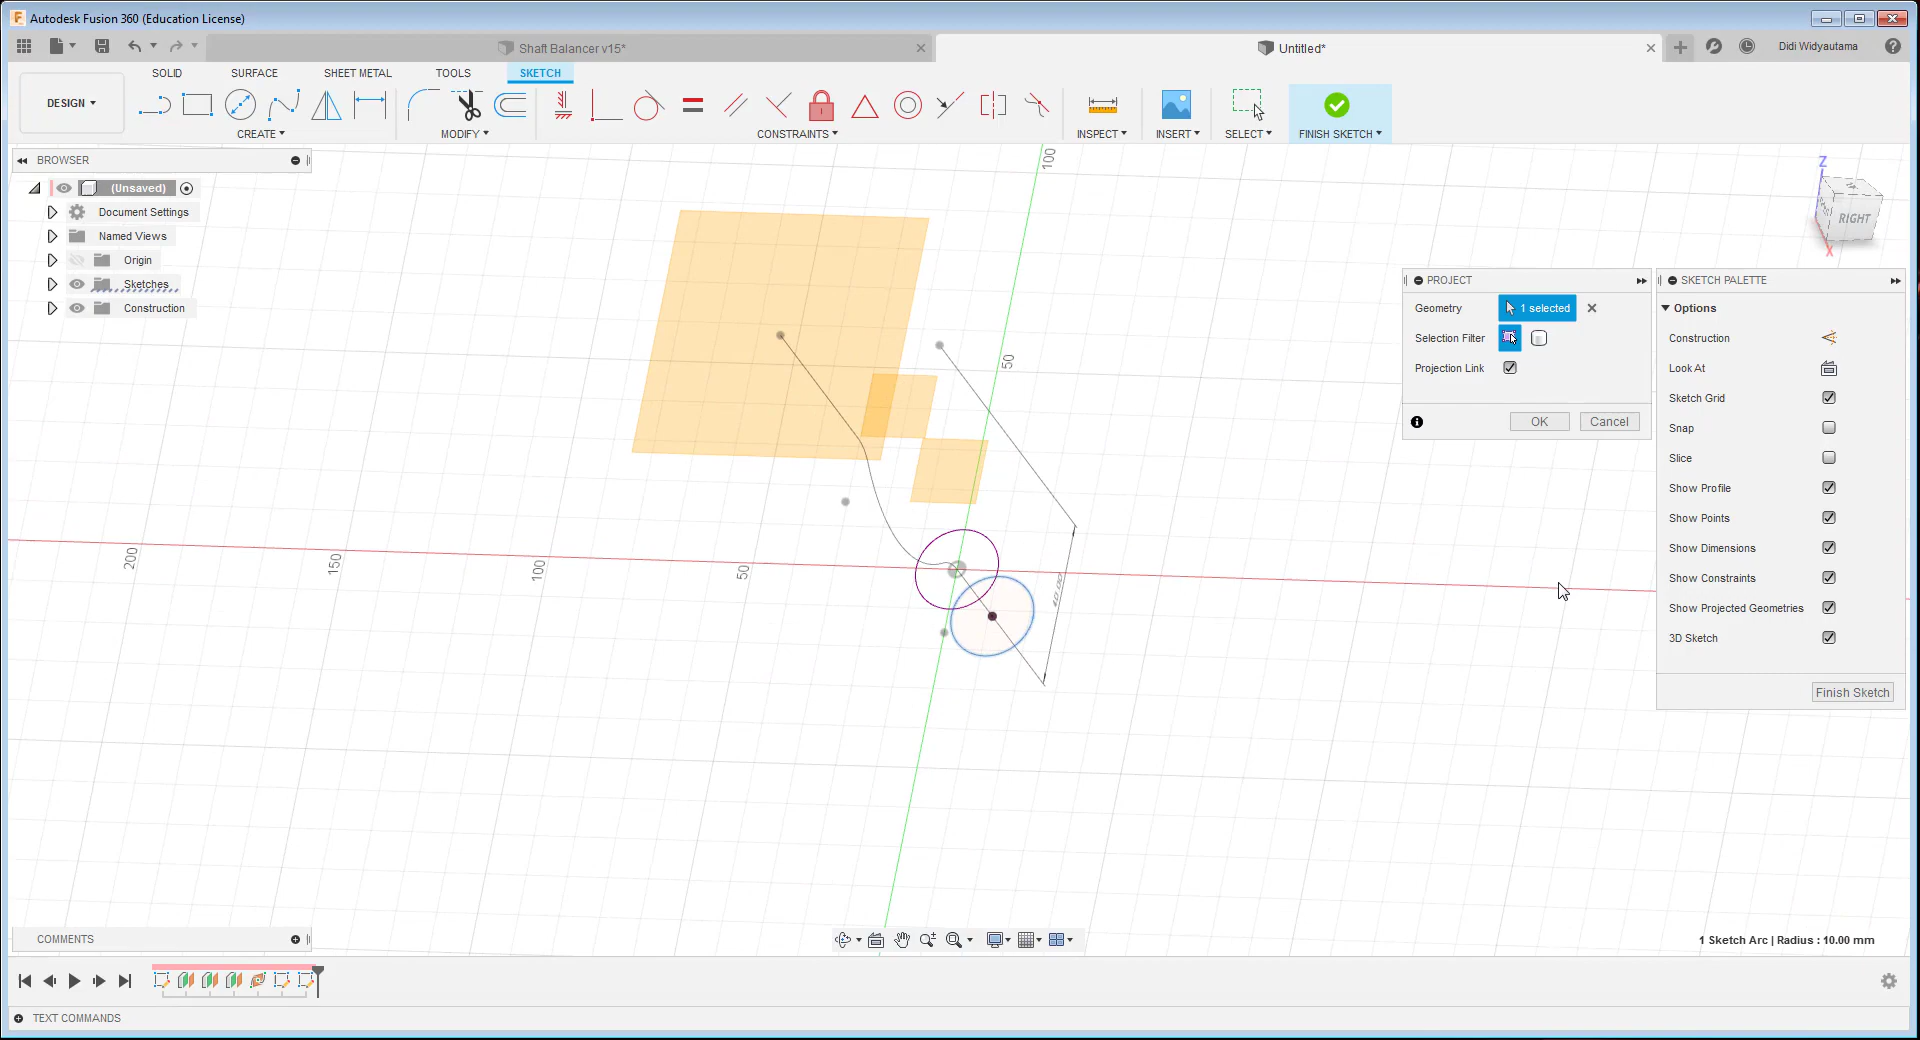 Autodesk Fusion 360 (Education License)
Shaft Balancer v15*
Untitled*
Didi Widyautama
DESIGN
SOLID
SURFACE
SHEET METAL
TOOLS
SKETCH
CREATE
MODIFY
CONSTRAINTS
INSPECT
INSERT
SELECT
FINISH SKETCH
BROWSER
(Unsaved)
Document Settings
Named Views
Origin
Sketches
Construction
100
50
200
150
100
50
40.00
Z
RIGHT
X
PROJECT
Geometry
1 selected
Selection Filter
Projection Link
OK
Cancel
SKETCH PALETTE
Options
Construction
Look At
Sketch Grid
Snap
Slice
Show Profile
Show Points
Show Dimensions
Show Constraints
Show Projected Geometries
3D Sketch
Finish Sketch
COMMENTS
1 Sketch Arc | Radius : 10.00 mm
TEXT COMMANDS